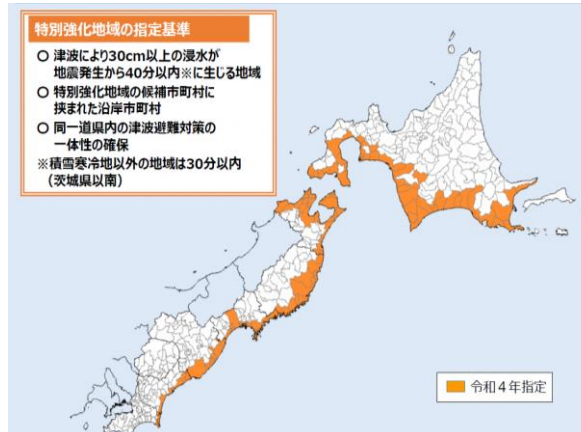 特別強化地域の指定基準
○ 津波により30cm以上の浸水が
地震発生から40分以内※に生じる地域
○ 特別強化地域の候補市町村に
挟まれた沿岸市町村
○ 同一道県内の津波避難対策の
一体性の確保
※積雪寒冷地以外の地域は30分以内
（茨城県以南）
令和４年指定